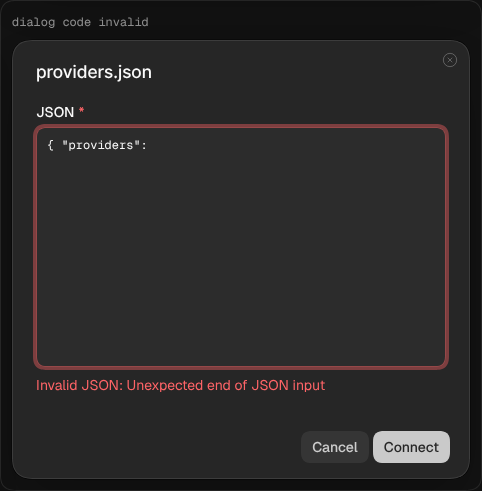 dialog code invalid
providers.json
JSON *
{ "providers":
Invalid JSON: Unexpected end of JSON input
Cancel
Connect